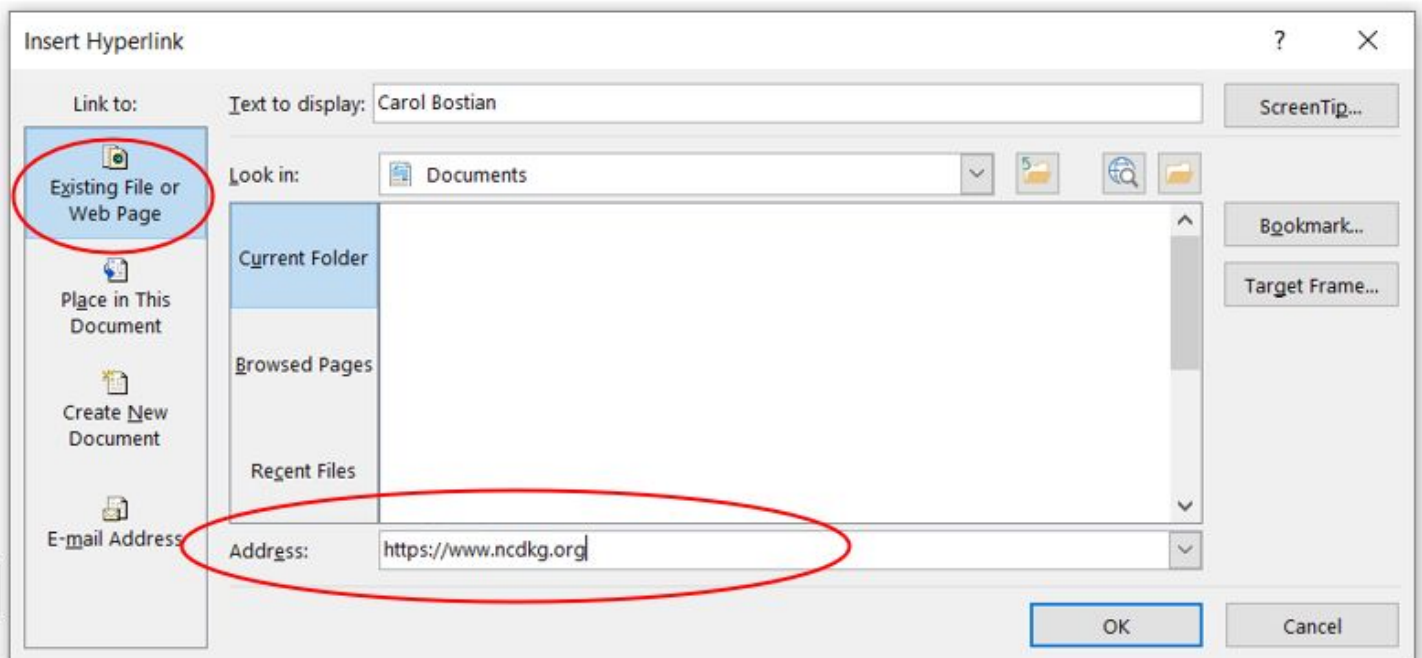 Insert Hyperlink
? ×
Link to:
Text to display: Carol Bostian
ScreenTip...
Existing File or
Web Page
Look in: Documents
5
Current Folder
Bookmark...
Place in This
Document
Target Frame...
Browsed Pages
Create New
Document
Recent Files
E-mail Address
Address: https://www.ncdkg.org
OK
Cancel